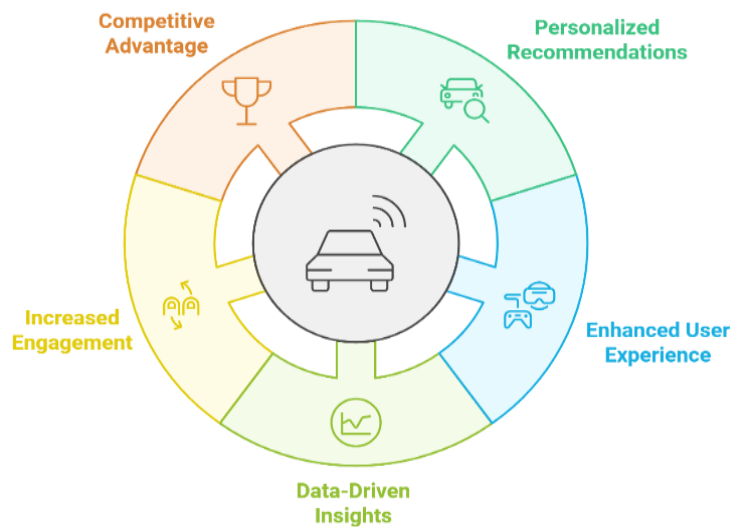 Competitive
Advantage
Personalized
Recommendations
Increased
Engagement
Enhanced User
Experience
Data-Driven
Insights